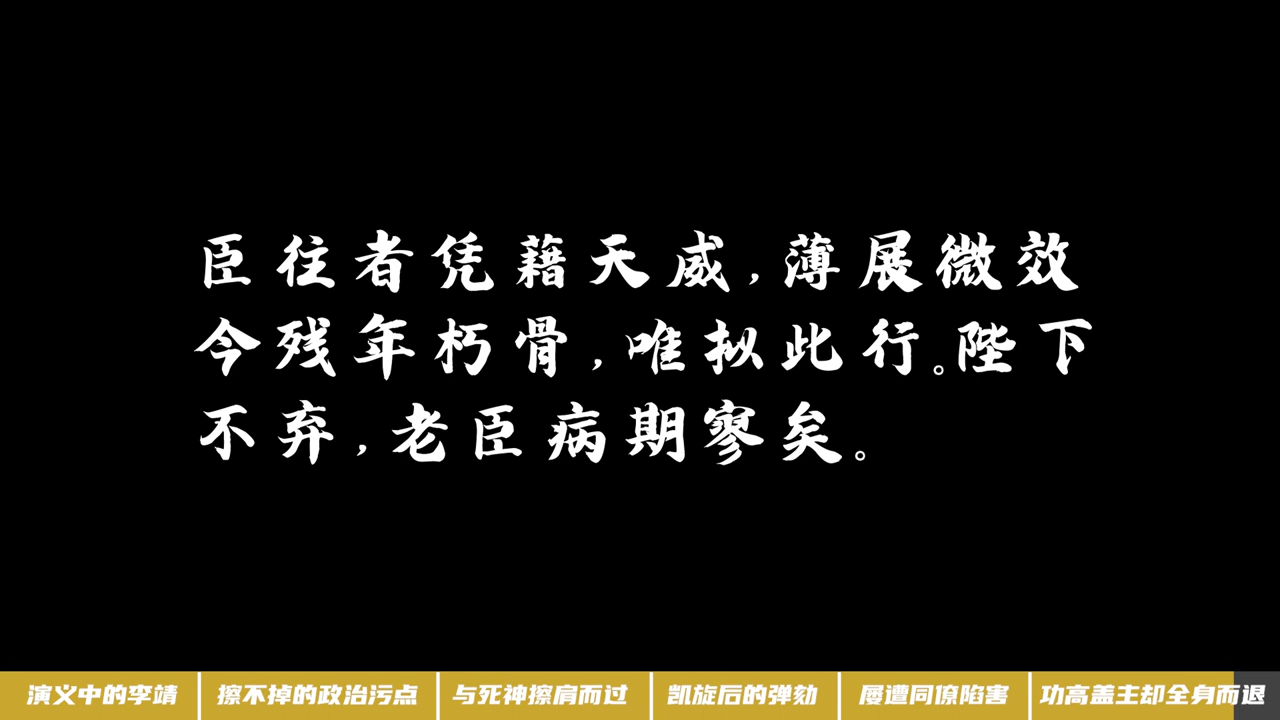 臣往者凭藉天威,薄展微效
今残年朽骨,唯拟此行。陛下
不弃,老臣病期寥矣。
演义中的李靖
擦不掉的政治污点
与死神擦肩而过
凯旋后的弹劾
屡遭同僚陷害
功高盖主却全身而退